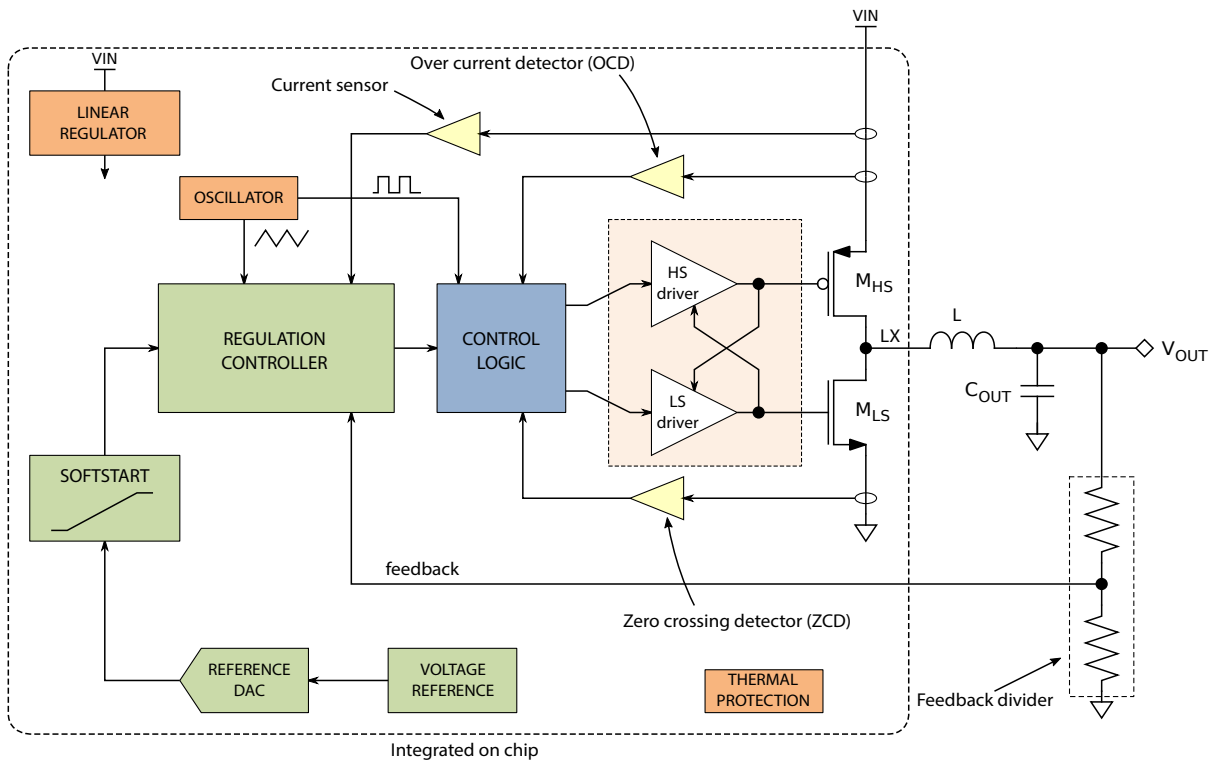 VIN
VIN
Over current detector (OCD)
Current sensor
LINEAR
REGULATOR
OSCILLATOR
HS
driver
MHS
REGULATION
CONTROLLER
CONTROL
LOGIC
LX
L
VOUT
COUT
LS
driver
MLS
SOFTSTART
feedback
Zero crossing detector (ZCD)
REFERENCE
DAC
VOLTAGE
REFERENCE
THERMAL
PROTECTION
Feedback divider
Integrated on chip